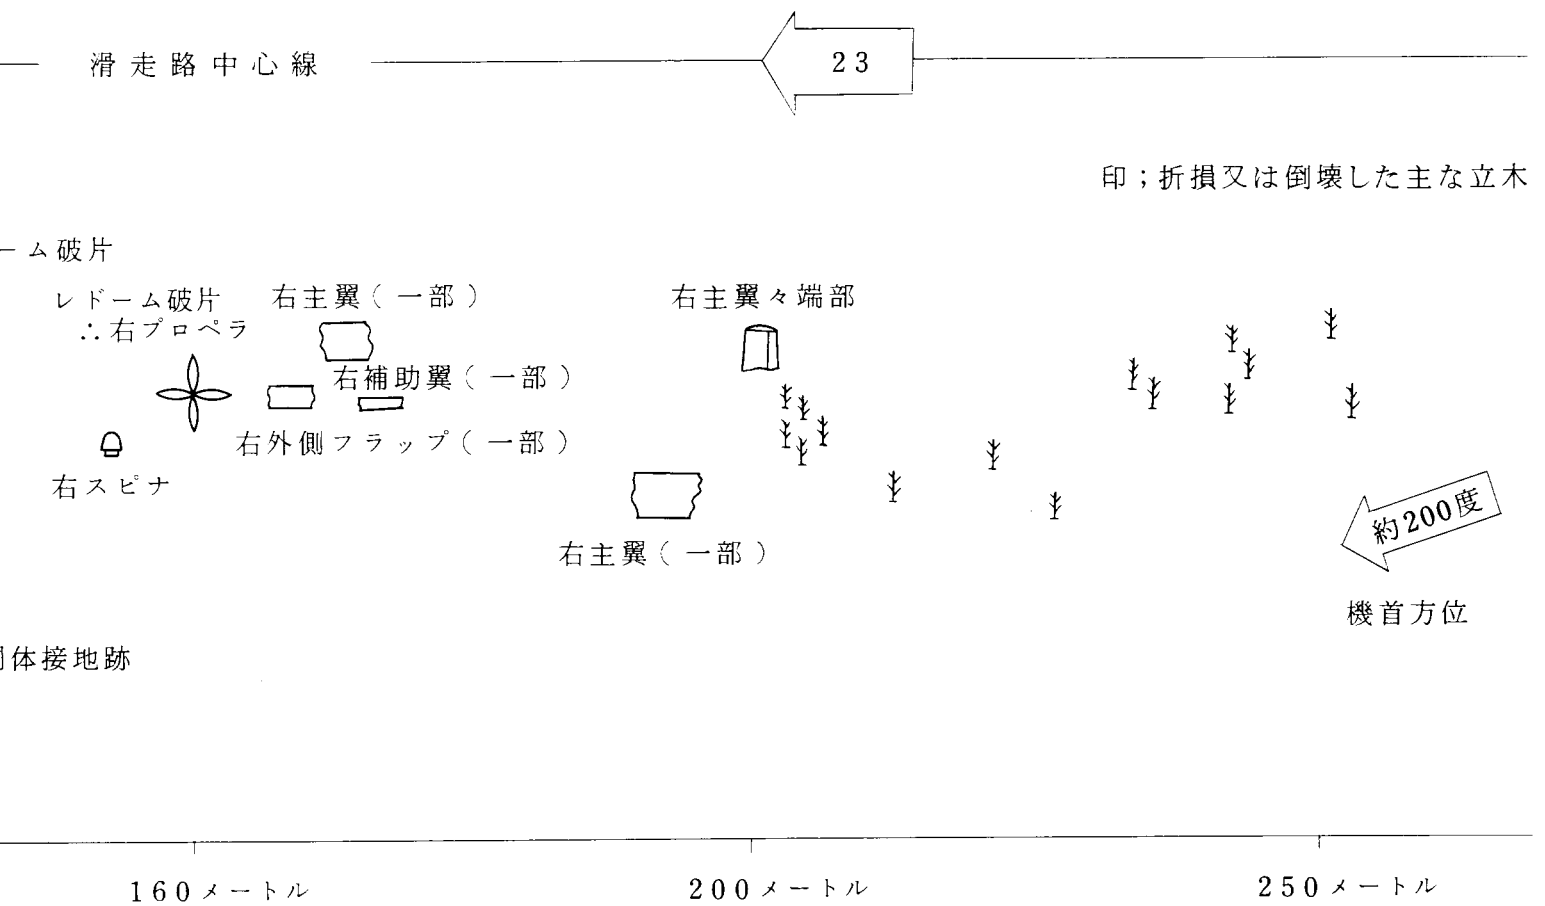 滑走路中心線
23
印;折損又は倒壊した主な立木
ーム破片
レドーム破片
右主翼(一部)
右主翼々端部
∴右プロペラ
右補助翼(一部)
右外側フラップ(一部)
右スピナ
約200度
右主翼(一部)
機首方位
体接地跡
160メートル
200メートル
250メートル